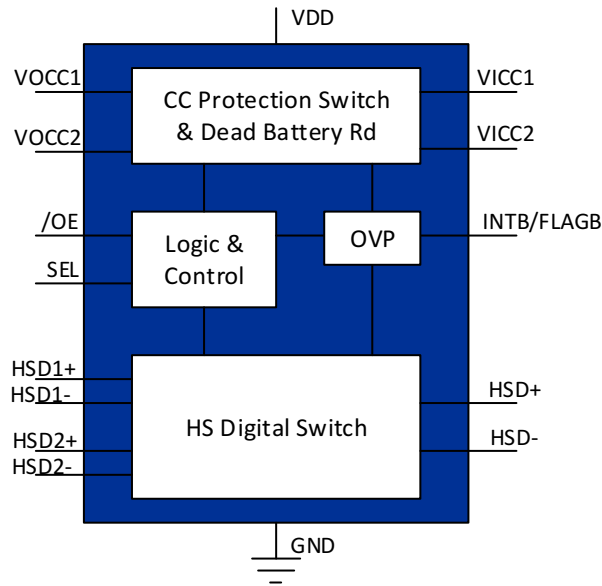 VDD
VOCC1
VICC1
CC Protection Switch
& Dead Battery Rd
VOCC2
VICC2
/OE
INTB/FLAGB
Logic &
Control
OVP
SEL
HSD1+
HSD1-
HSD+
HS Digital Switch
HSD2+
HSD-
HSD2-
GND